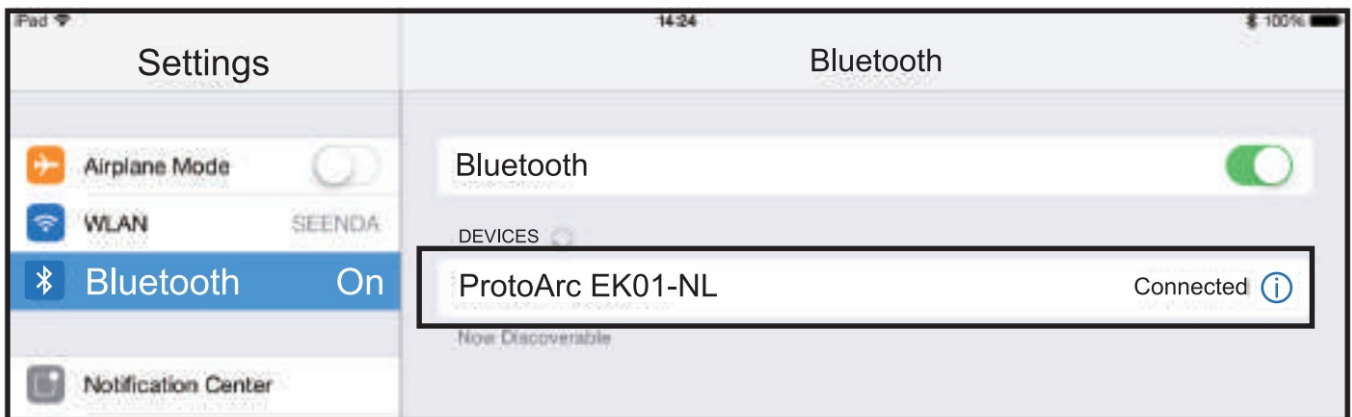 iPad 14:24 100%
Settings
Bluetooth
Airplane Mode
WLAN SEENDA
Bluetooth On
Notification Center
Bluetooth
DEVICES
ProtoArc EK01-NL Connected
Now Discoverable